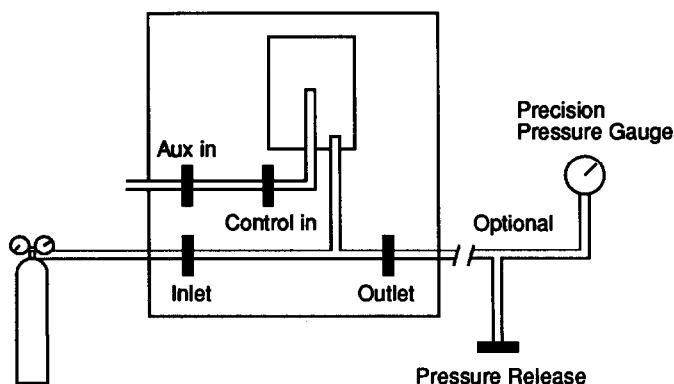 Precision
Pressure Gauge
Aux in
Control in
Optional
Inlet
Outlet
Pressure Release